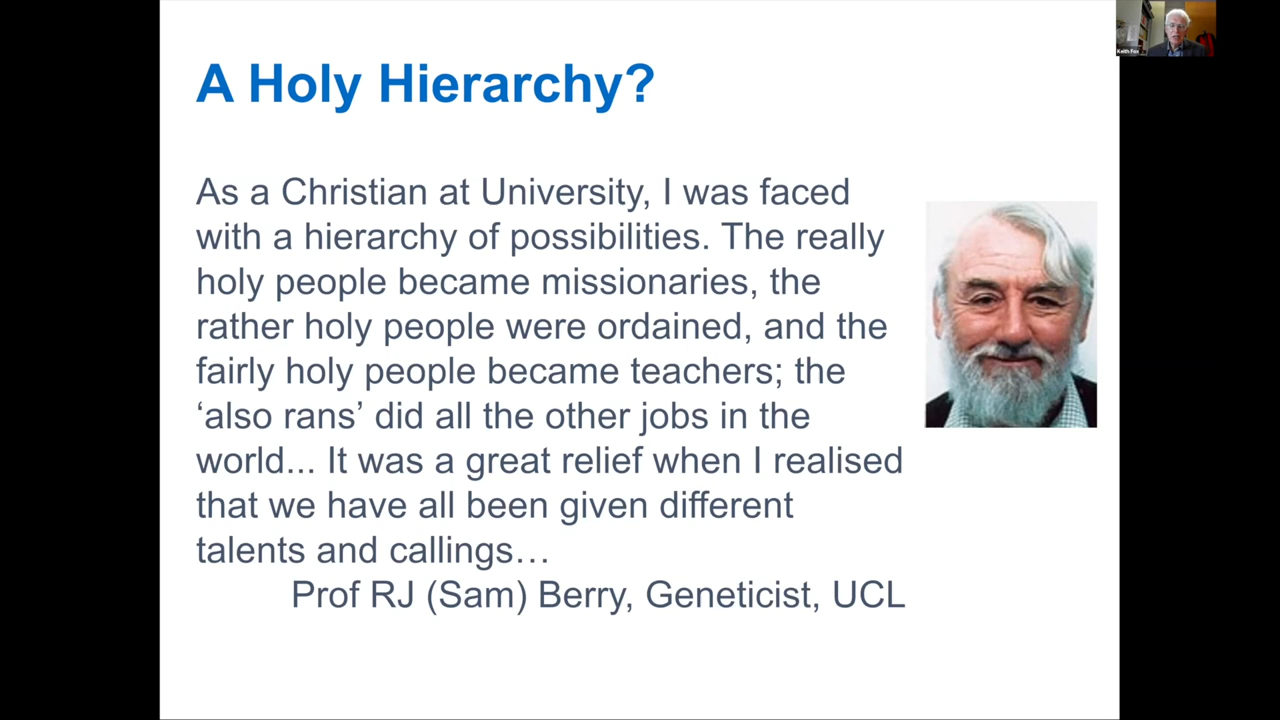 A Holy Hierarchy?
As a Christian at University, I was faced
with a hierarchy of possibilities. The really
holy people became missionaries, the
rather holy people were ordained, and the
fairly holy people became teachers; the
‘also rans’ did all the other jobs in the
world... It was a great relief when I realised
that we have all been given different
talents and callings…
Prof RJ (Sam) Berry, Geneticist, UCL
Keith Fox